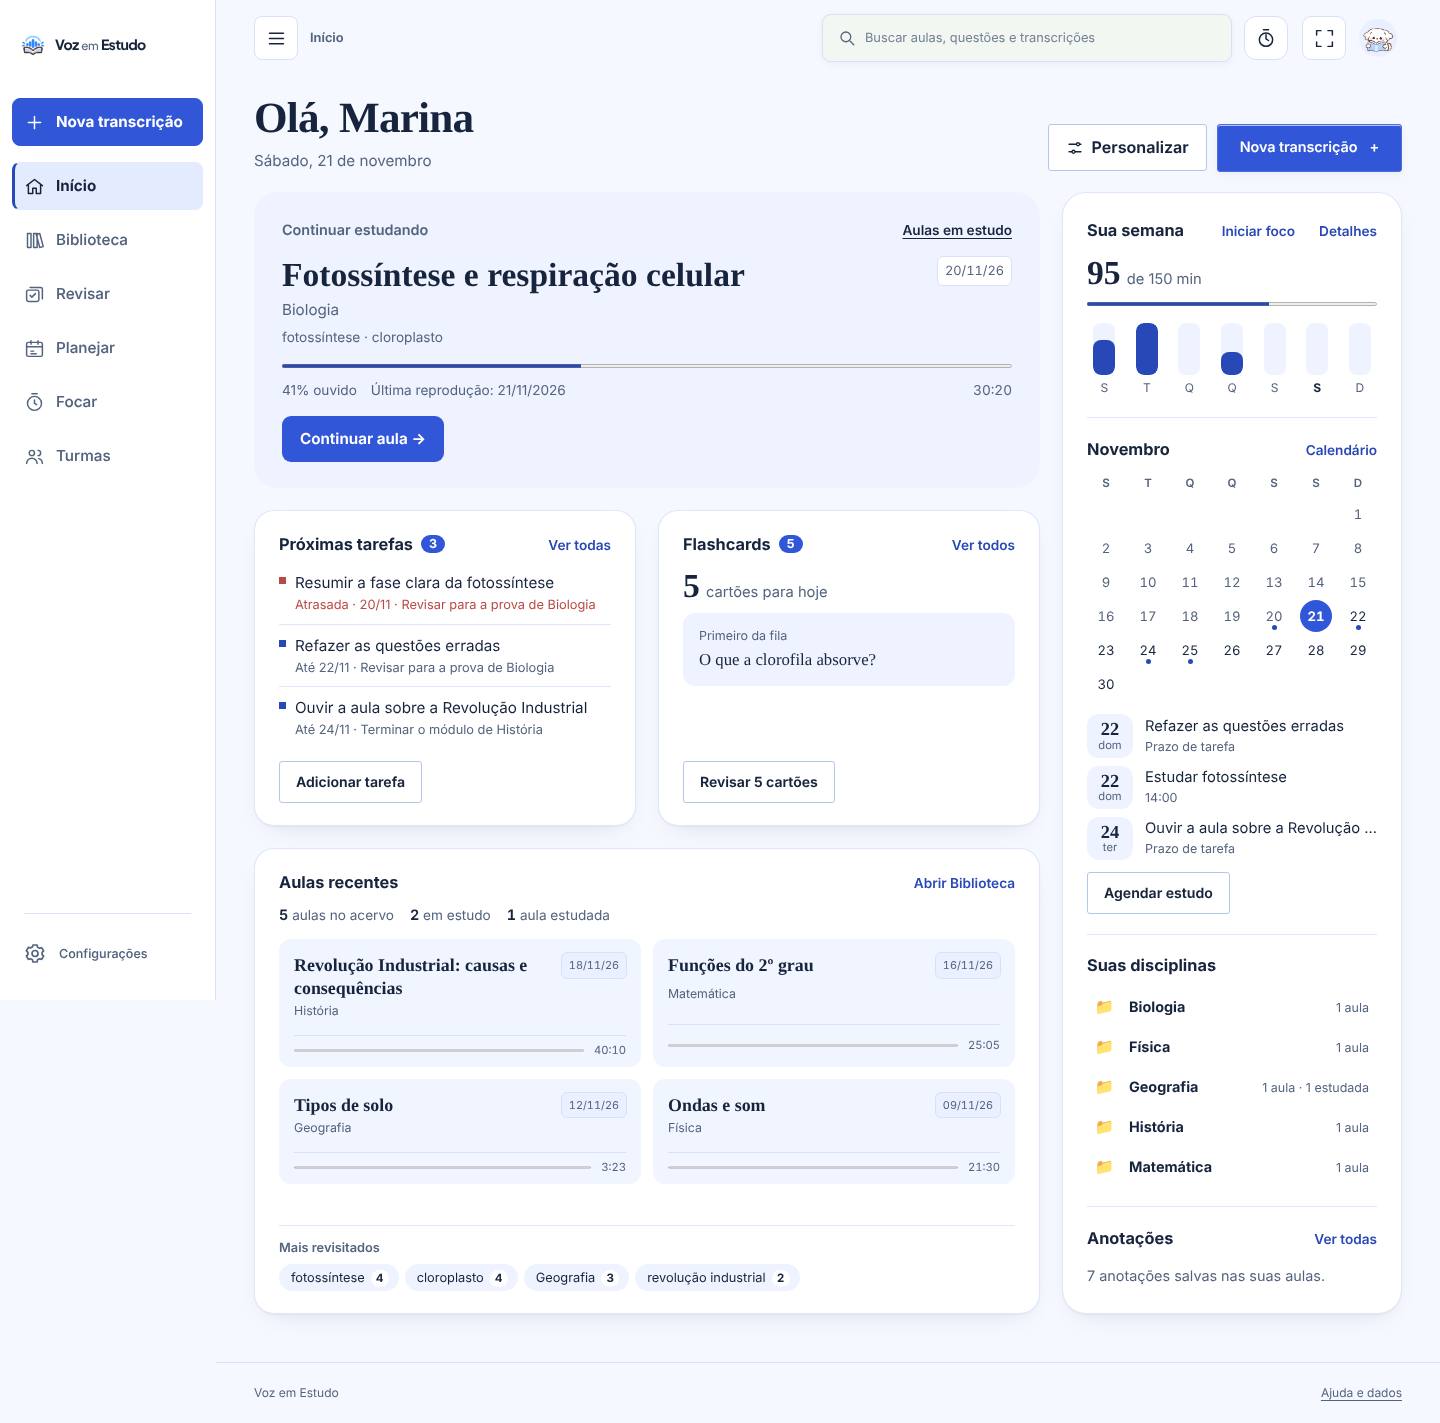 Voz em Estudo
Nova transcrição
Início
Biblioteca
Revisar
Planejar
Focar
Turmas
Configurações
Início
Buscar aulas, questões e transcrições
Olá, Marina
Sábado, 21 de novembro
Personalizar
Nova transcrição +
Continuar estudando
Aulas em estudo
Fotossíntese e respiração celular
20/11/26
Biologia
fotossíntese · cloroplasto
41% ouvido Última reprodução: 21/11/2026
30:20
Continuar aula →
Próximas tarefas 3
Ver todas
Resumir a fase clara da fotossíntese
Atrasada · 20/11 · Revisar para a prova de Biologia
Refazer as questões erradas
Até 22/11 · Revisar para a prova de Biologia
Ouvir a aula sobre a Revolução Industrial
Até 24/11 · Terminar o módulo de História
Adicionar tarefa
Flashcards 5
Ver todos
5 cartões para hoje
Primeiro da fila
O que a clorofila absorve?
Revisar 5 cartões
Aulas recentes
Abrir Biblioteca
5 aulas no acervo 2 em estudo 1 aula estudada
Revolução Industrial: causas e
consequências
18/11/26
História
40:10
Funções do 2º grau
16/11/26
Matemática
25:05
Tipos de solo
12/11/26
Geografia
3:23
Ondas e som
09/11/26
Física
21:30
Mais revisitados
fotossíntese 4 cloroplasto 4 Geografia 3 revolução industrial 2
Sua semana
Iniciar foco Detalhes
95 de 150 min
S T Q Q S S D
Novembro
Calendário
S T Q Q S S D
1
2 3 4 5 6 7 8
9 10 11 12 13 14 15
16 17 18 19 20 21 22
23 24 25 26 27 28 29
30
22 dom
Refazer as questões erradas
Prazo de tarefa
22 dom
Estudar fotossíntese
14:00
24 ter
Ouvir a aula sobre a Revolução ...
Prazo de tarefa
Agendar estudo
Suas disciplinas
Biologia 1 aula
Física 1 aula
Geografia 1 aula · 1 estudada
História 1 aula
Matemática 1 aula
Anotações
Ver todas
7 anotações salvas nas suas aulas.
Voz em Estudo
Ajuda e dados